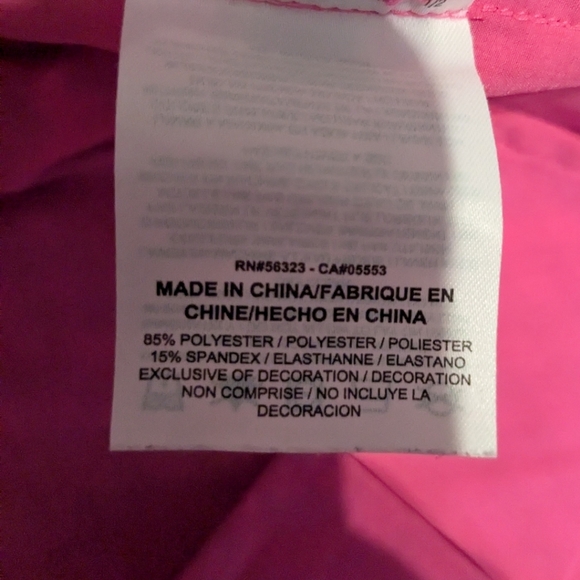 RN#56323 - CA#05553
MADE IN CHINA/FABRIQUE EN
CHINE/HECHO EN CHINA
85% POLYESTER / POLYESTER / POLIESTER
15% SPANDEX / ELASTHANNE / ELASTANO
EXCLUSIVE OF DECORATION / DECORATION
NON COMPRISE / NO INCLUYE LA
DECORACION